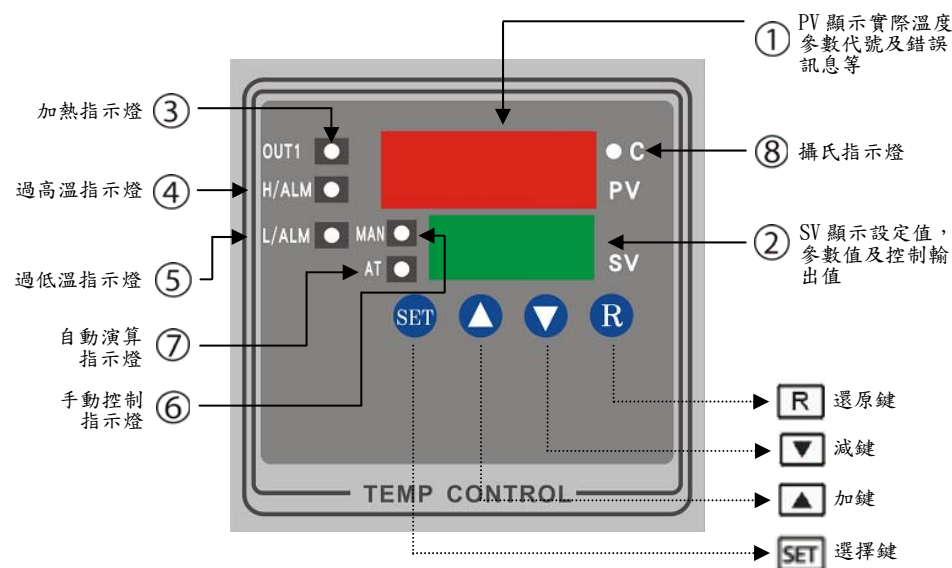 ① PV 顯示實際溫度
參數代號及錯誤
訊息等
加熱指示燈 ③
OUT1
C
⑧ 攝氏指示燈
過高溫指示燈 ④
H/ALM
PV
L/ALM
MAN
② SV 顯示設定值,
參數值及控制輸
出值
過低溫指示燈 ⑤
AT
SV
SET
R
自動演算
指示燈 ⑦
手動控制
指示燈 ⑥
R 還原鍵
減鍵
加鍵
TEMP CONTROL
SET 選擇鍵